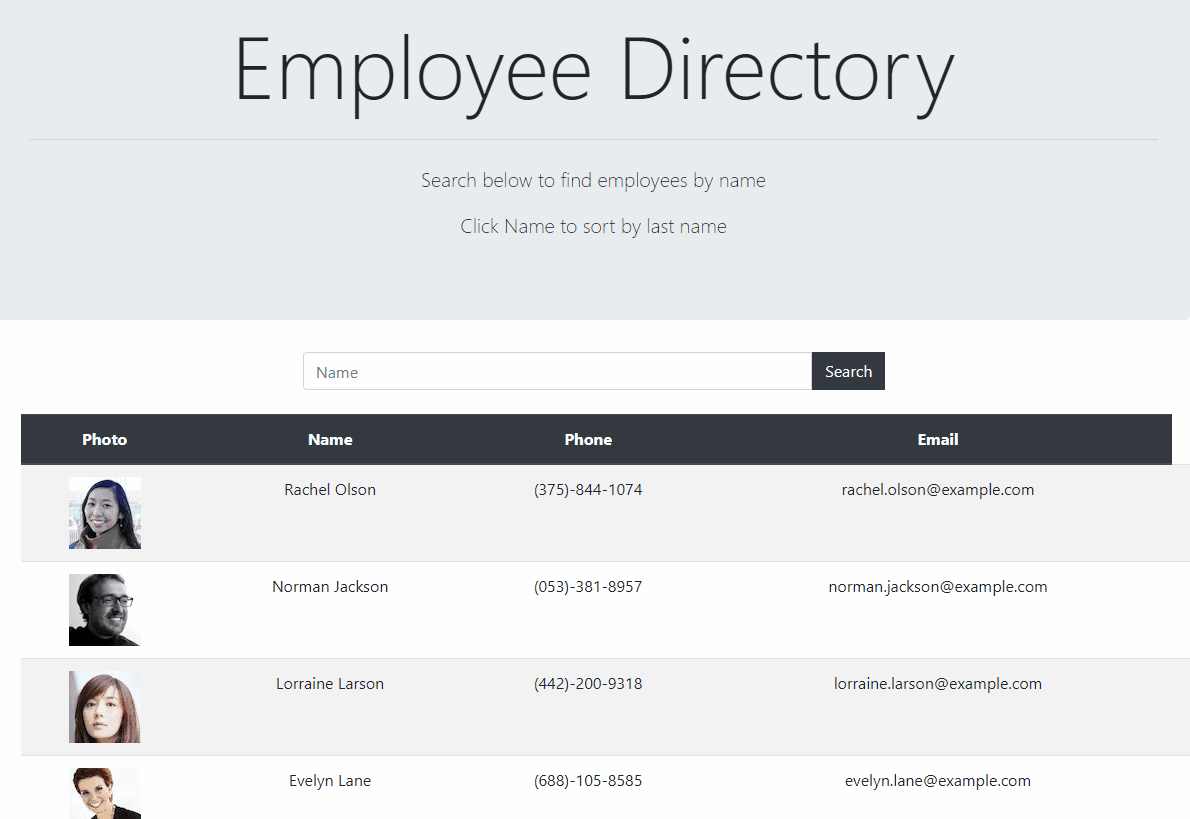 Employee Directory
Search below to find employees by name
Click Name to sort by last name
Name Search
Photo Name Phone Email
Rachel Olson (375)-844-1074 rachel.olson@example.com
Norman Jackson (053)-381-8957 norman.jackson@example.com
Lorraine Larson (442)-200-9318 lorraine.larson@example.com
Evelyn Lane (688)-105-8585 evelyn.lane@example.com